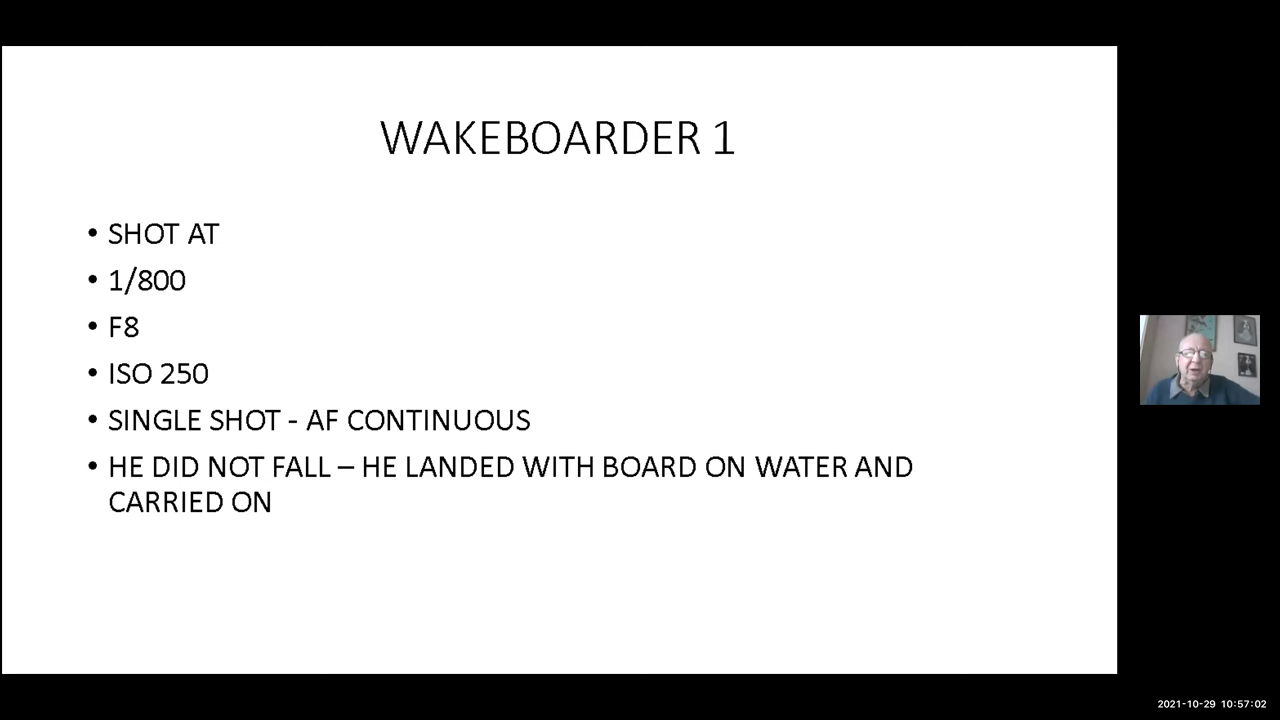 WAKEBOARDER 1
• SHOT AT
• 1/800
• F8
• ISO 250
• SINGLE SHOT - AF CONTINUOUS
• HE DID NOT FALL – HE LANDED WITH BOARD ON WATER AND
CARRIED ON
2021-10-29 10:57:02